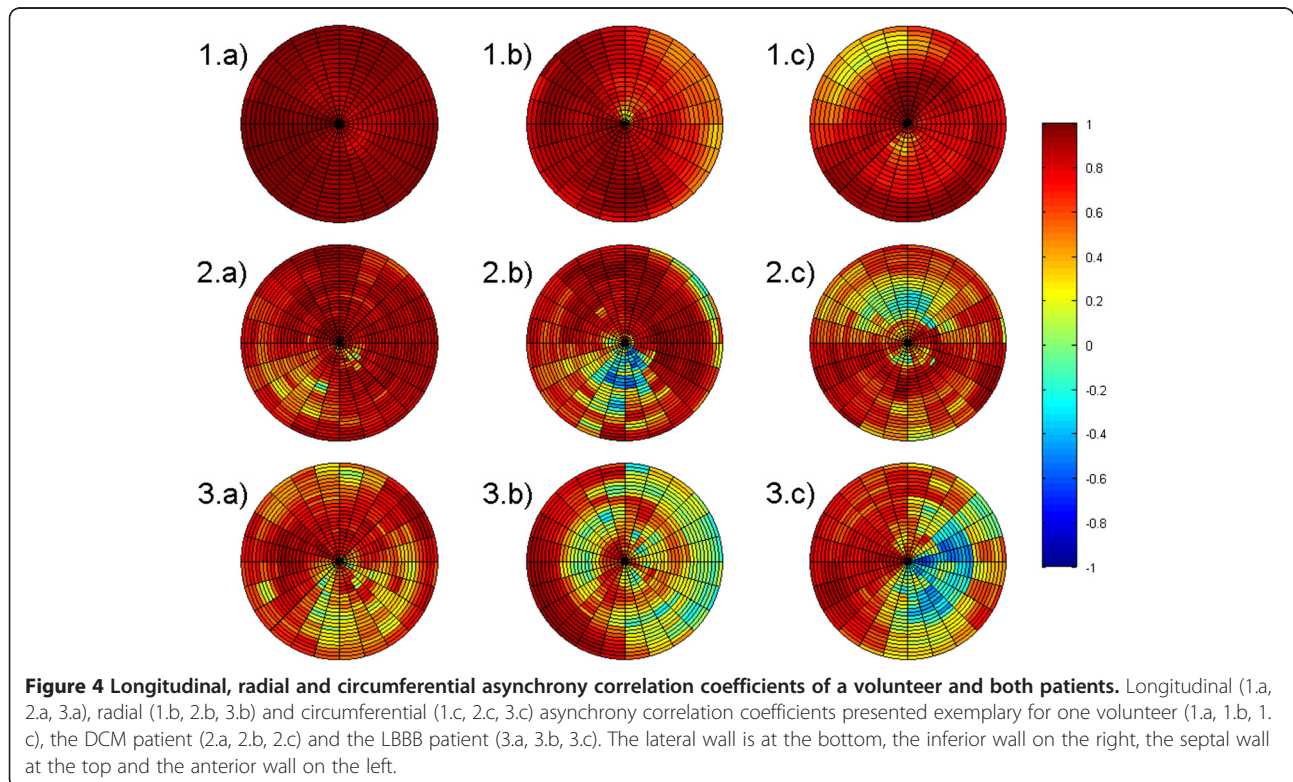 1.a)
1.b)
1.c)
2.a)
2.b)
2.c)
3.a)
3.b)
3.c)
1
0.8
0.6
0.4
0.2
0
-0.2
-0.4
-0.6
-0.8
-1
Figure 4 Longitudinal, radial and circumferential asynchrony correlation coefficients of a volunteer and both patients. Longitudinal (1.a,
2.a, 3.a), radial (1.b, 2.b, 3.b) and circumferential (1.c, 2.c, 3.c) asynchrony correlation coefficients presented exemplary for one volunteer (1.a, 1.b, 1.
c), the DCM patient (2.a, 2.b, 2.c) and the LBBB patient (3.a, 3.b, 3.c). The lateral wall is at the bottom, the inferior wall on the right, the septal wall
at the top and the anterior wall on the left.